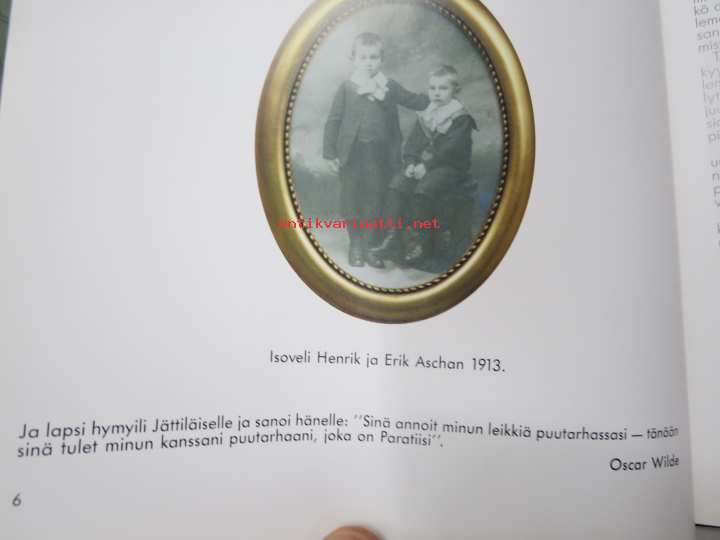 antikvariaatti.net
Isoveli Henrik ja Erik Aschan 1913.
Ja lapsi hymyili Jättiläiselle ja sanoi hänelle: ”Sinä annoit minun leikkiä puutarhassasi — tänään
sinä tulet minun kanssani puutarhaani, joka on Paratiisi”.
Oscar Wilde
6